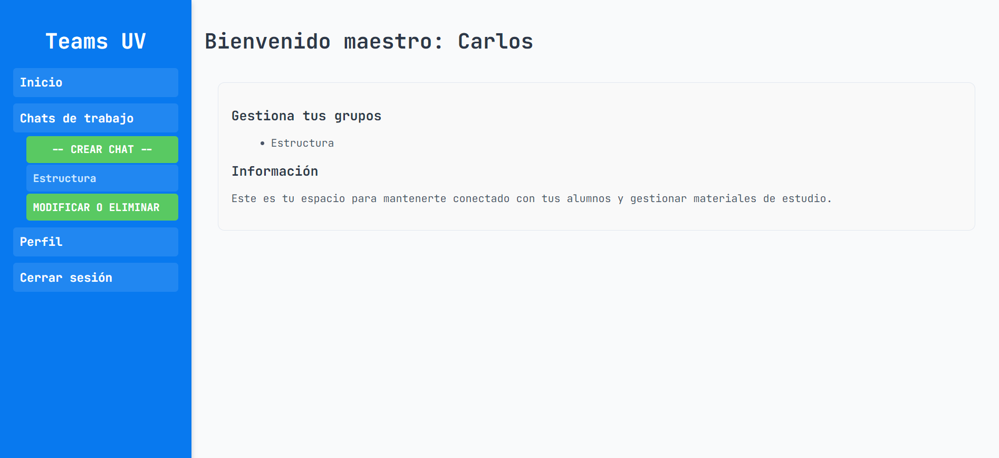 Teams UV
Inicio
Chats de trabajo
-- CREAR CHAT --
Estructura
MODIFICAR O ELIMINAR
Perfil
Cerrar sesión
Bienvenido maestro: Carlos
Gestiona tus grupos
• Estructura
Información
Este es tu espacio para mantenerte conectado con tus alumnos y gestionar materiales de estudio.